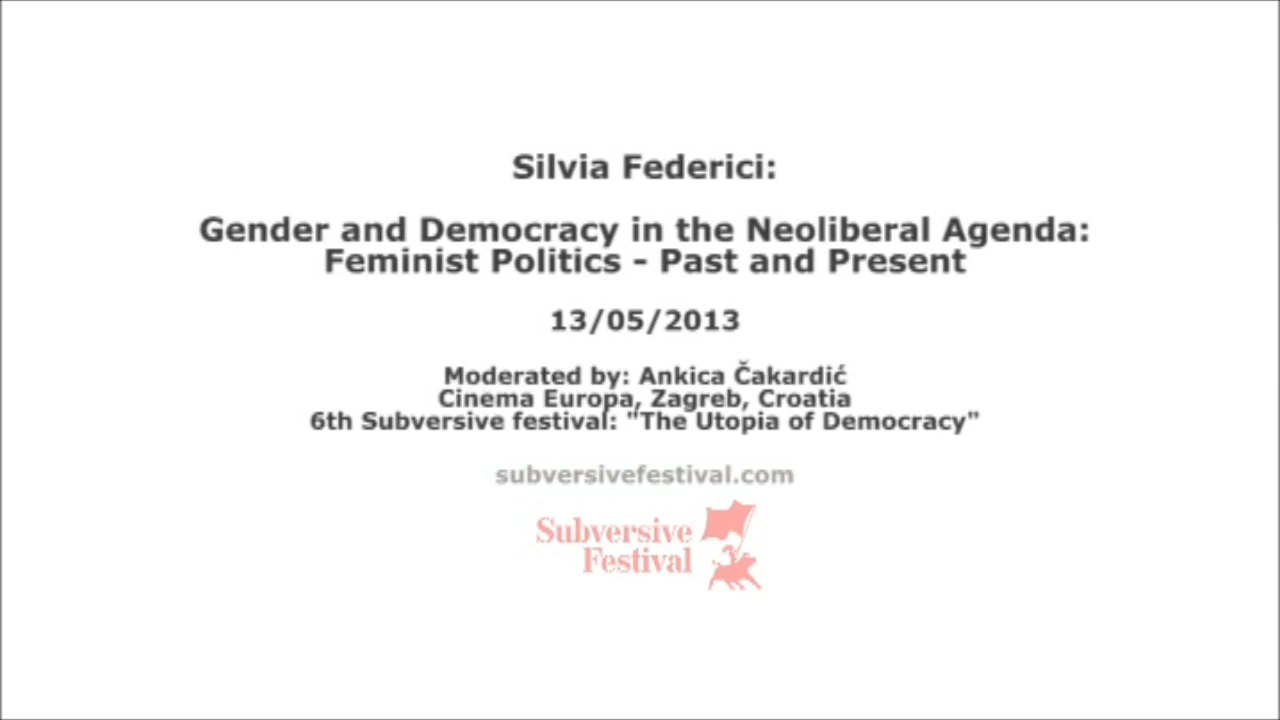 Silvia Federici:
Gender and Democracy in the Neoliberal Agenda:
Feminist Politics - Past and Present
13/05/2013
Moderated by: Ankica Čakardić
Cinema Europa, Zagreb, Croatia
6th Subversive festival: "The Utopia of Democracy"
subversivefestival.com
Subversive
Festival